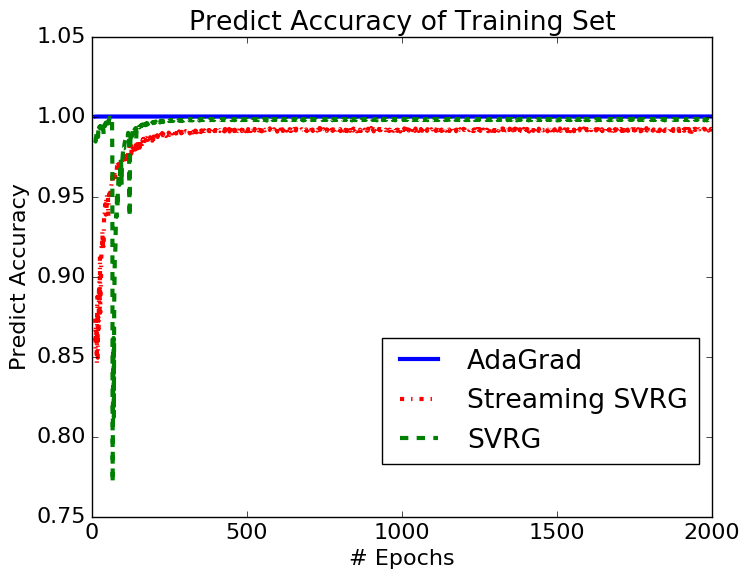 Predict Accuracy of Training Set
1.05
1.00
0.95
0.90
0.85
0.80
0.75
Predict Accuracy
0
500
1000
1500
2000
# Epochs
AdaGrad
Streaming SVRG
SVRG